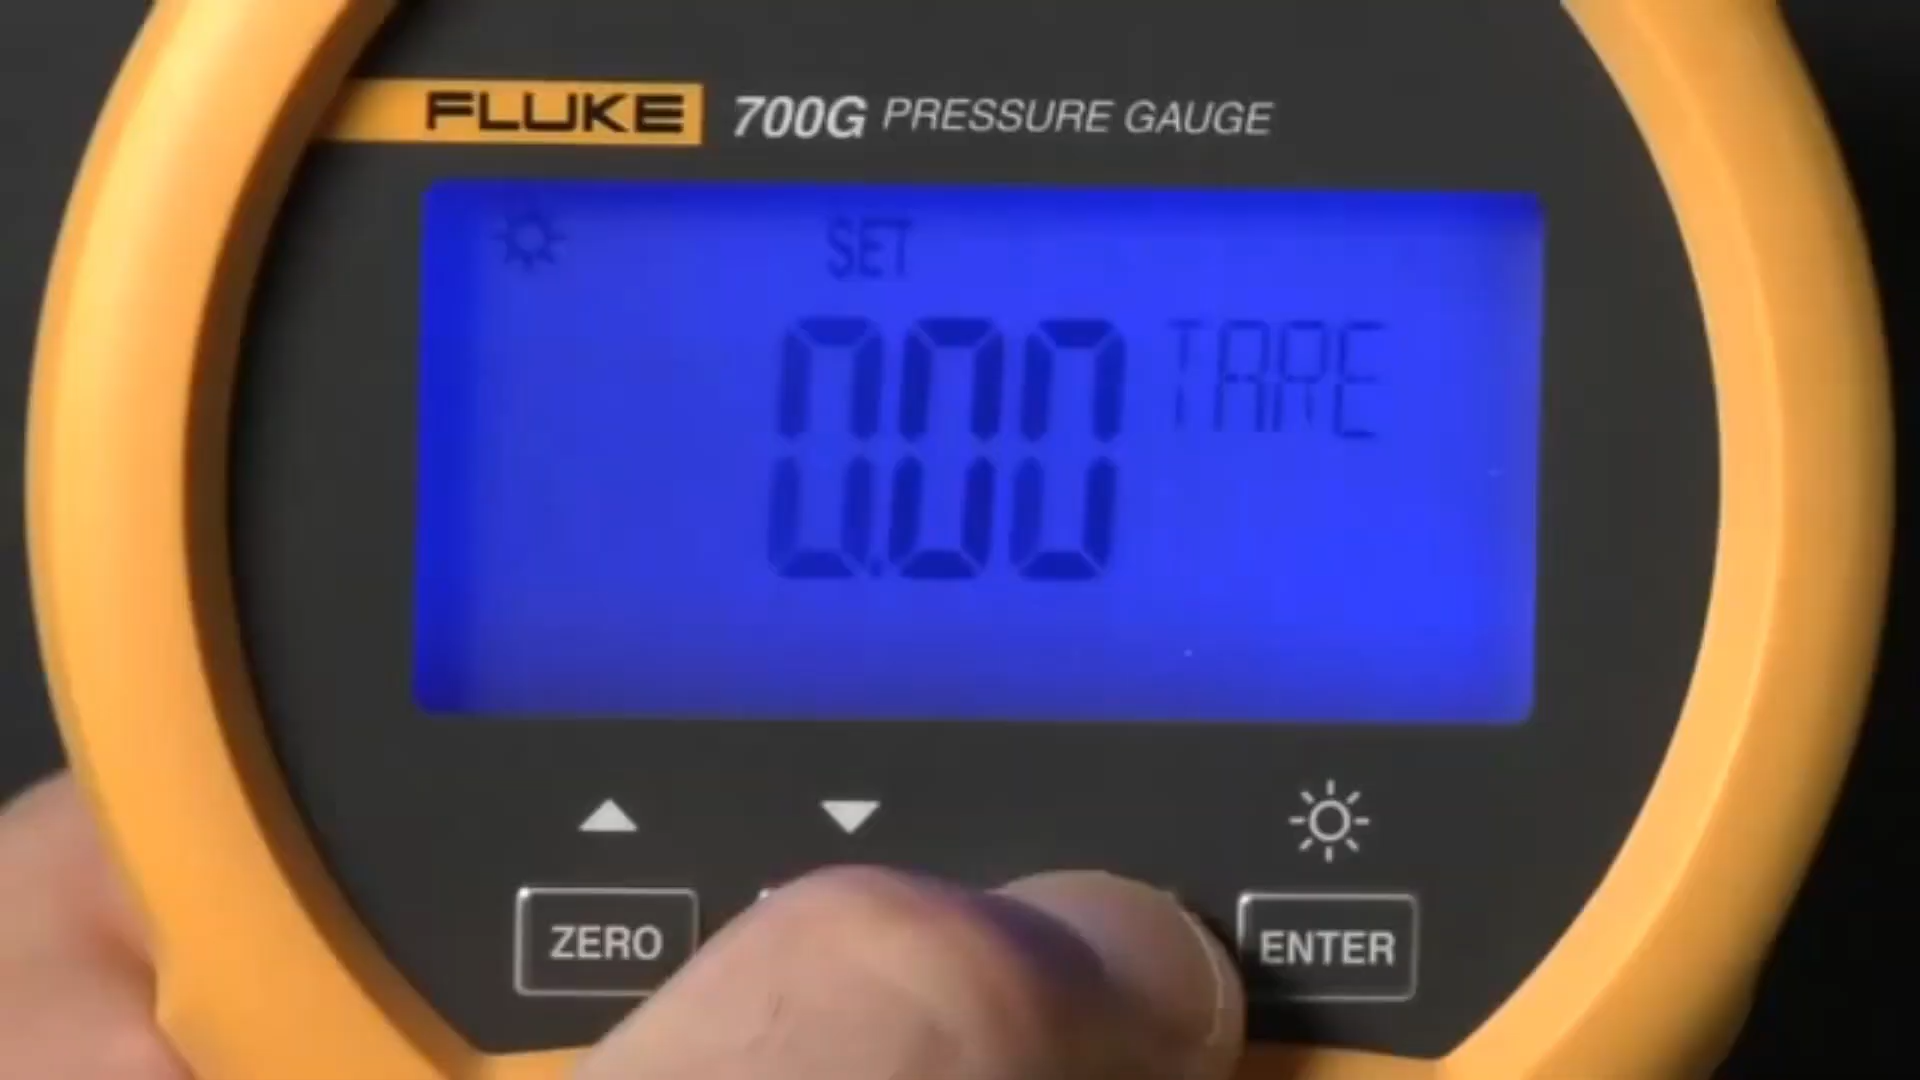 FLUKE 700G PRESSURE GAUGE
SET
0.00 TARE
ZERO
ENTER